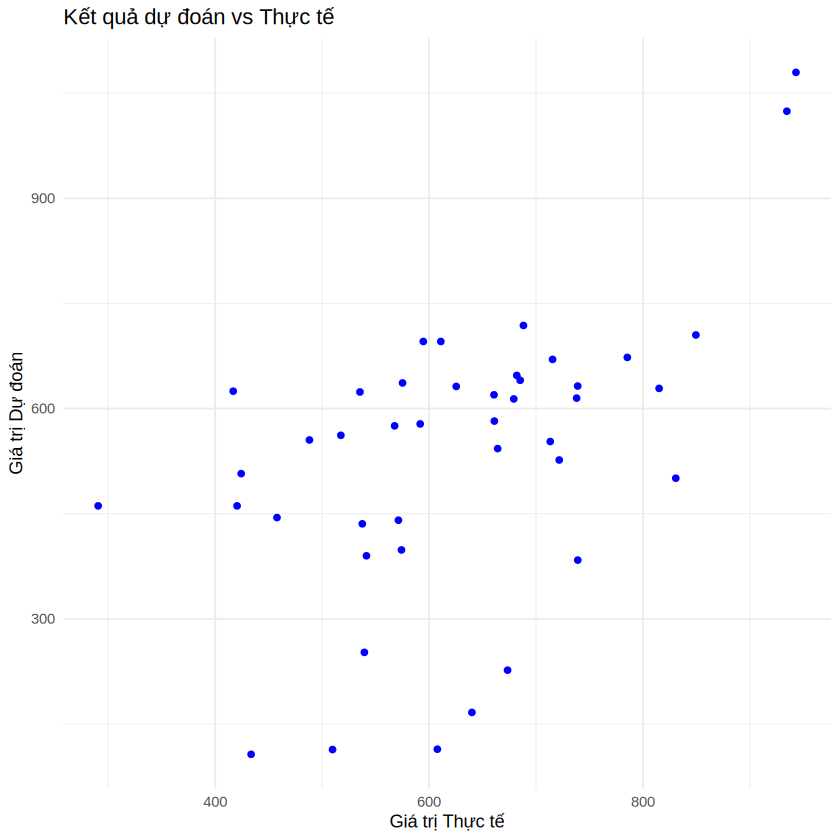 Kết quả dự đoán vs Thực tế
Giá trị Dự đoán
900
600
300
400
600
800
Giá trị Thực tế